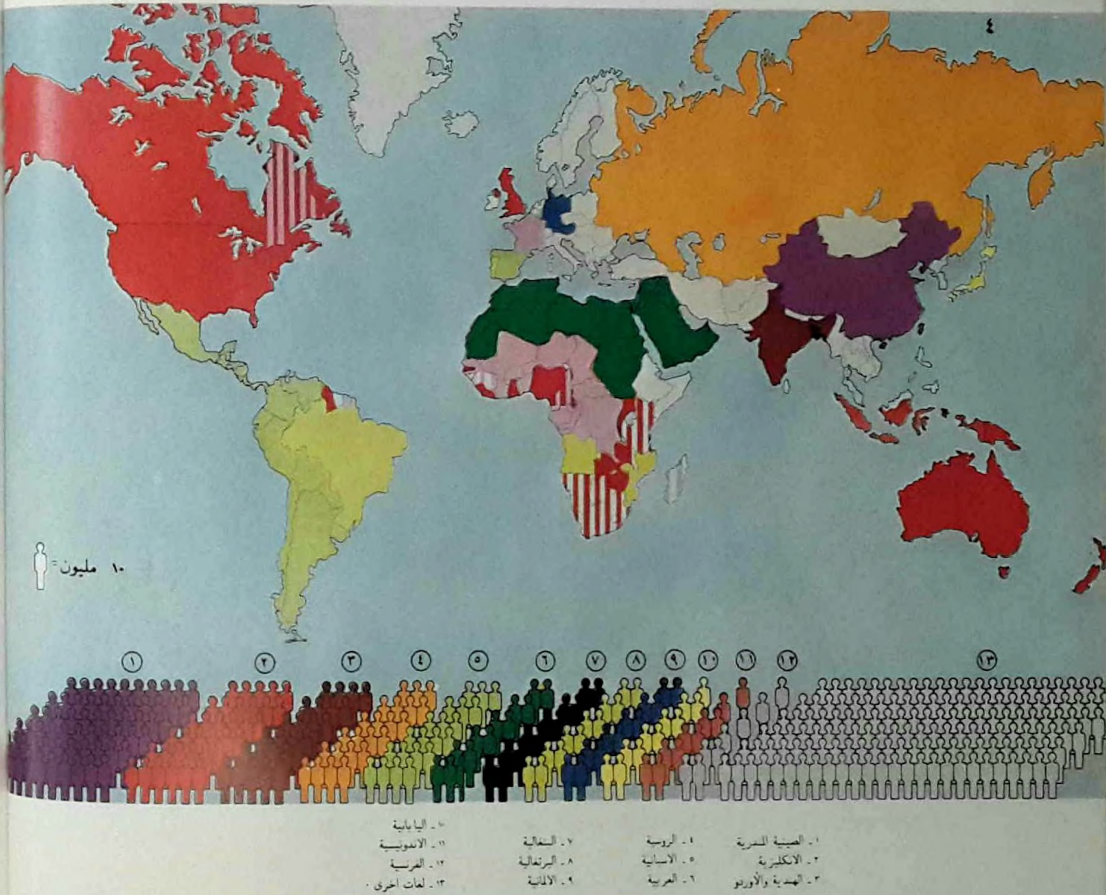 ٤
١٠ مليون =
١ ٢ ٣ ٤ ٥ ٦ ٧ ٨ ٩ ١٠ ١١ ١٢ ١٣
١ ـ الصينية المندرية
٢ ـ الانكليزية
٣ ـ الهندية والأوردو
٤ ـ الروسية
٥ ـ الاسبانية
٦ ـ العربية
٧ ـ البنغالية
٨ ـ البرتغالية
٩ ـ الالمانية
١٠ ـ اليابانية
١١ ـ الاندونيسية
١٢ ـ الفرنسية
١٣ ـ لغات اخرى .